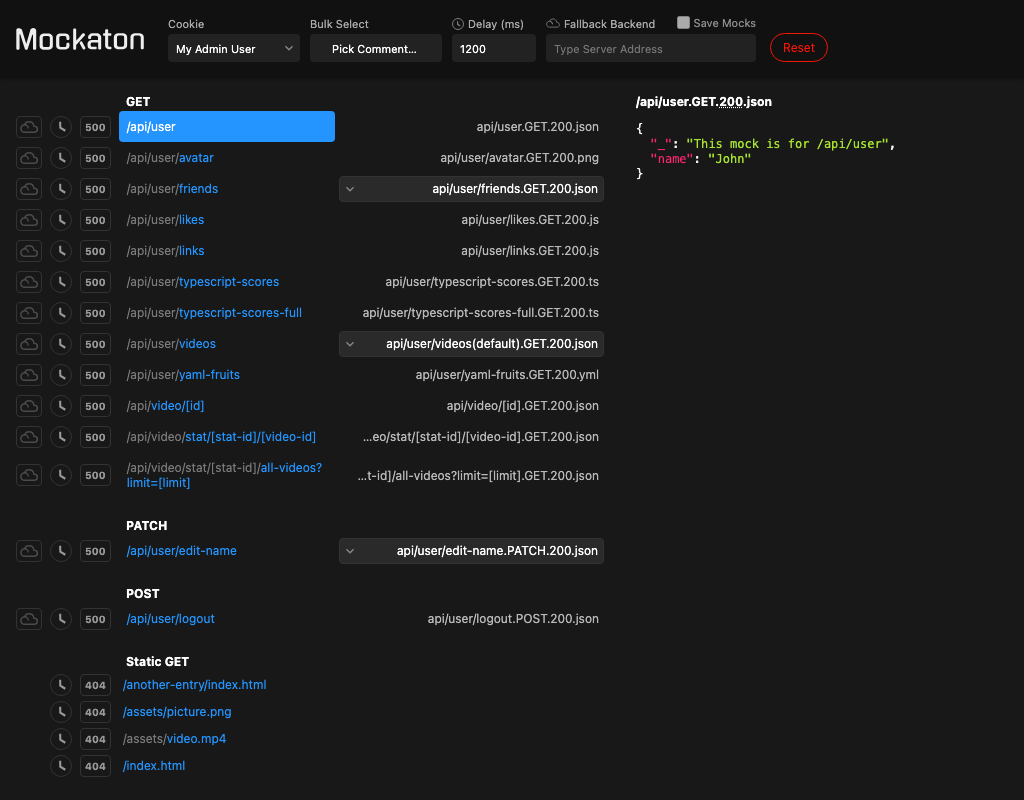 Mockaton
Cookie
My Admin User
Bulk Select
Pick Comment...
Delay (ms)
1200
Fallback Backend
Save Mocks
Type Server Address
Reset
GET
500 /api/user api/user.GET.200.json
500 /api/user/avatar api/user/avatar.GET.200.png
500 /api/user/friends api/user/friends.GET.200.json
500 /api/user/likes api/user/likes.GET.200.js
500 /api/user/links api/user/links.GET.200.js
500 /api/user/typescript-scores api/user/typescript-scores.GET.200.ts
500 /api/user/typescript-scores-full api/user/typescript-scores-full.GET.200.ts
500 /api/user/videos api/user/videos(default).GET.200.json
500 /api/user/yaml-fruits api/user/yaml-fruits.GET.200.yml
500 /api/video/[id] api/video/[id].GET.200.json
500 /api/video/stat/[stat-id]/[video-id] ...eo/stat/[stat-id]/[video-id].GET.200.json
500 /api/video/stat/[stat-id]/all-videos? ...t-id]/all-videos?limit=[limit].GET.200.json
limit=[limit]
PATCH
500 /api/user/edit-name api/user/edit-name.PATCH.200.json
POST
500 /api/user/logout api/user/logout.POST.200.json
Static GET
404 /another-entry/index.html
404 /assets/picture.png
404 /assets/video.mp4
404 /index.html
/api/user.GET.200.json
{
"_": "This mock is for /api/user",
"name": "John"
}